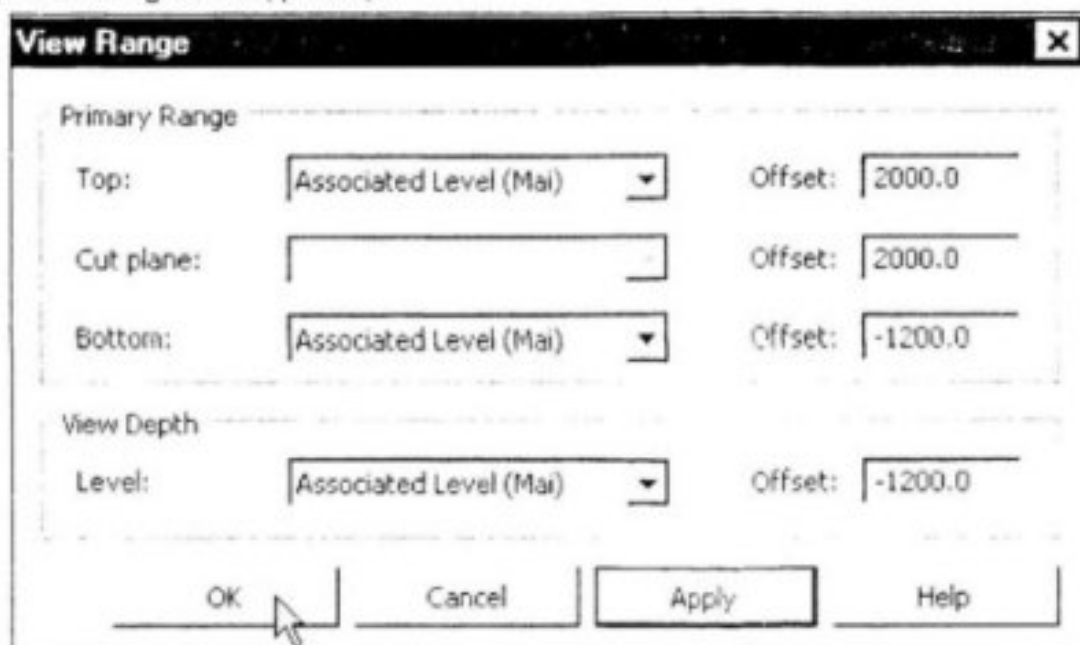 View Range
Primary Range
Top: Associated Level (Mai) Offset: 2000.0
Cut plane: Offset: 2000.0
Bottom: Associated Level (Mai) Offset: -1200.0
View Depth
Level: Associated Level (Mai) Offset: -1200.0
OK Cancel Apply Help